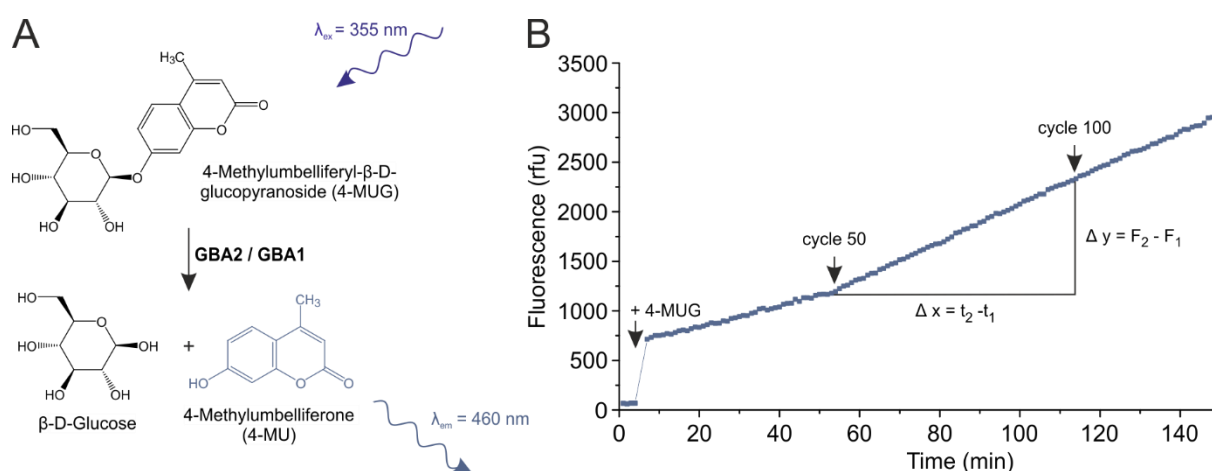 A
λex = 355 nm
CH3
H3C
HO
O
O
O
O
HO
HO
OH
OH
4-Methylumbelliferyl-β-D-
glucopyranoside (4-MUG)
GBA2 / GBA1
HO
O
HO
HO
OH
OH
OH
β-D-Glucose
+
CH3
HO
O
O
4-Methylumbelliferone
(4-MU)
λem = 460 nm
B
Fluorescence (rfu)
3500
3000
2500
2000
1500
1000
500
0
+ 4-MUG
cycle 50
cycle 100
Δ y = F2 - F1
Δ x = t2 -t1
0 20 40 60 80 100 120 140
Time (min)